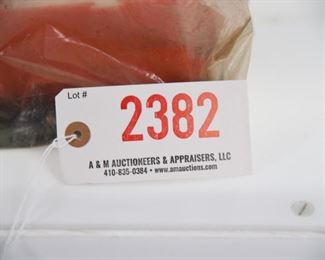 Lot #
2382
A & M AUCTIONEERS & APPRAISERS, LLC
410-835-0384 • www.amauctions.com